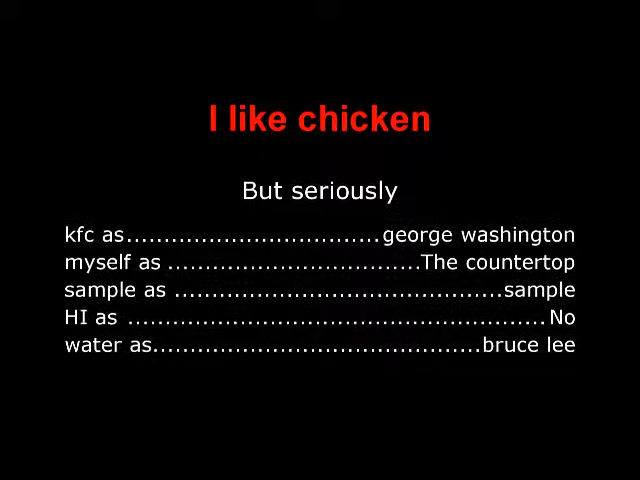 I like chicken
But seriously
kfc as..................................george washington
myself as ..................................The countertop
sample as ............................................sample
HI as ........................................................No
water as............................................bruce lee